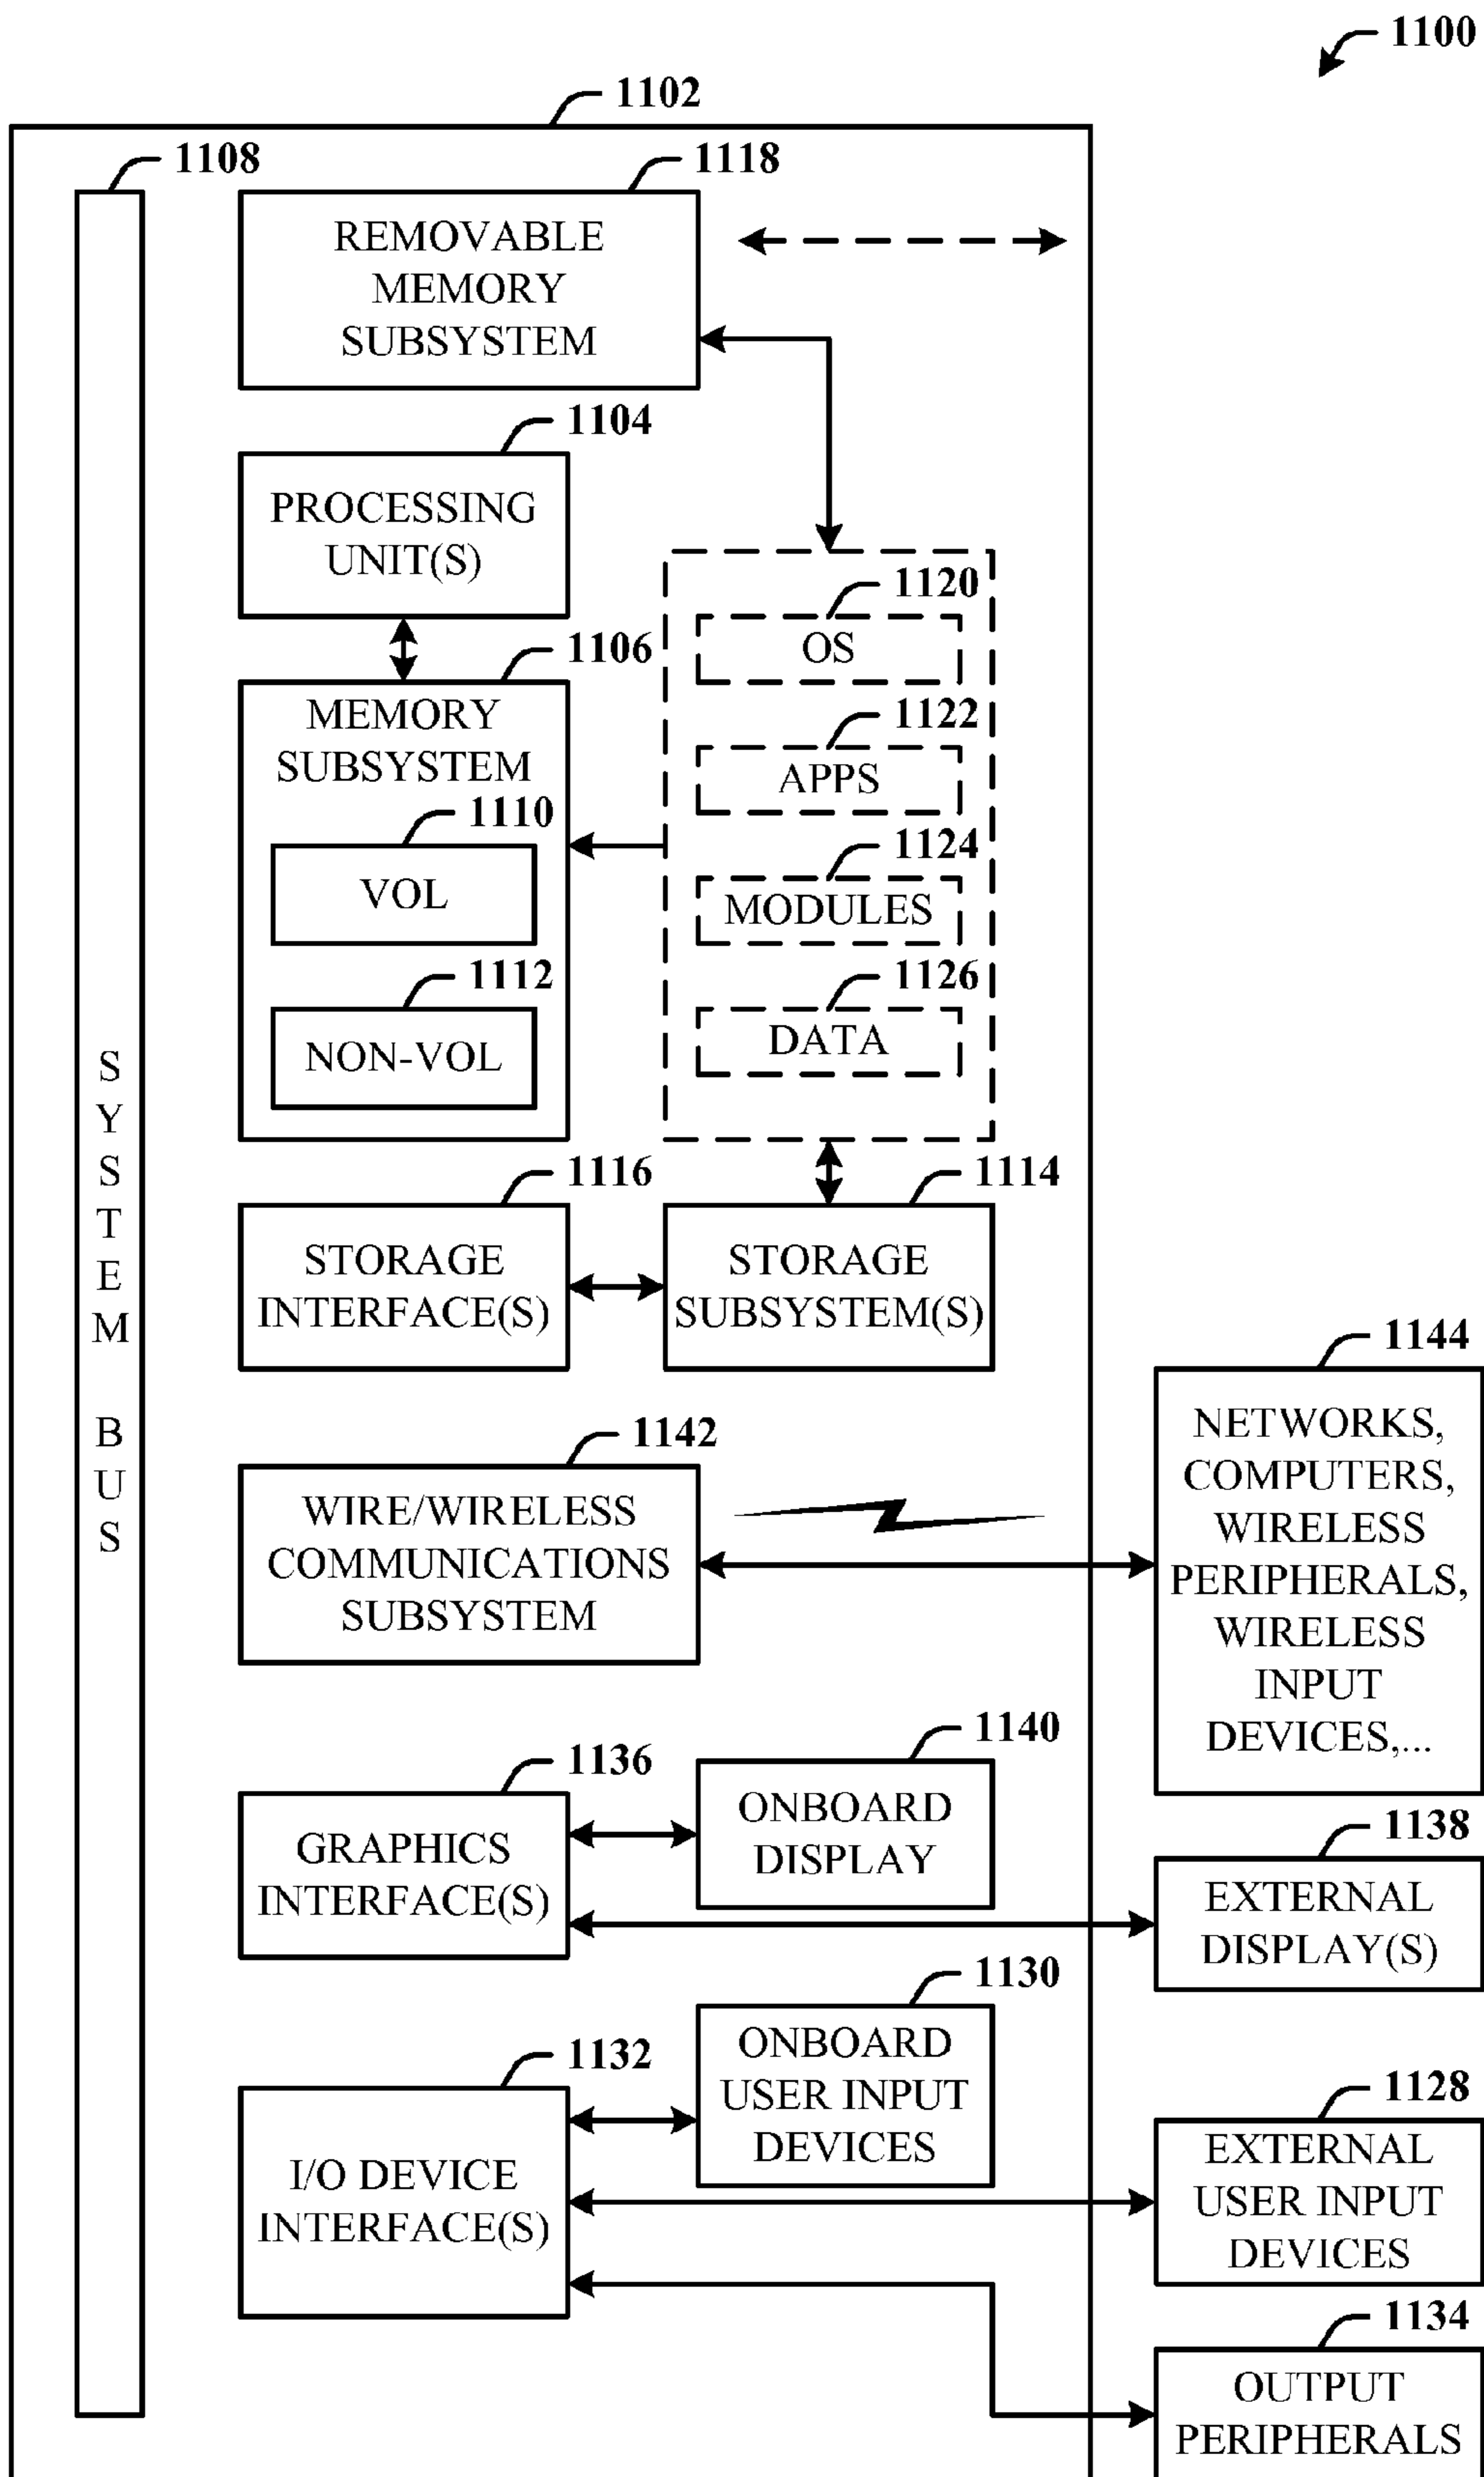 1100
1102
1108
SYSTEM BUS
1118
REMOVABLE
MEMORY
SUBSYSTEM
1104
PROCESSING
UNIT(S)
1106
MEMORY
SUBSYSTEM
1110
VOL
1112
NON-VOL
1120
OS
1122
APPS
1124
MODULES
1126
DATA
1116
STORAGE
INTERFACE(S)
1114
STORAGE
SUBSYSTEM(S)
1142
WIRE/WIRELESS
COMMUNICATIONS
SUBSYSTEM
1144
NETWORKS,
COMPUTERS,
WIRELESS
PERIPHERALS,
WIRELESS
INPUT
DEVICES,...
1136
GRAPHICS
INTERFACE(S)
1140
ONBOARD
DISPLAY
1138
EXTERNAL
DISPLAY(S)
1132
I/O DEVICE
INTERFACE(S)
1130
ONBOARD
USER INPUT
DEVICES
1128
EXTERNAL
USER INPUT
DEVICES
1134
OUTPUT
PERIPHERALS